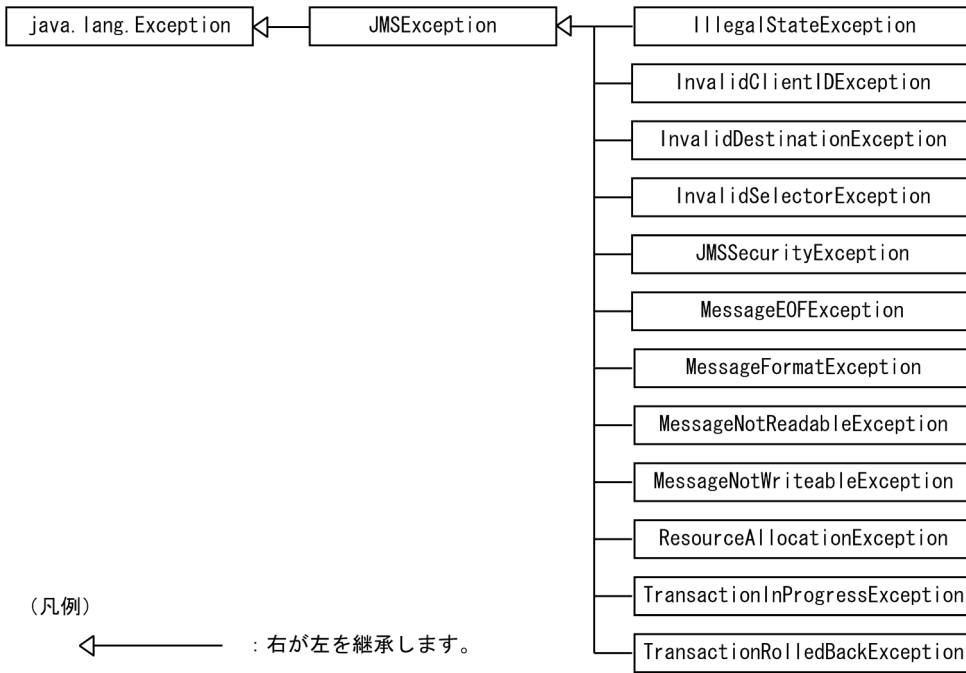 java.lang.Exception
JMSException
IllegalStateException
InvalidClientIDException
InvalidDestinationException
InvalidSelectorException
JMSSecurityException
MessageEOFException
MessageFormatException
MessageNotReadableException
MessageNotWriteableException
ResourceAllocationException
TransactionInProgressException
TransactionRolledBackException
（凡例）
：右が左を継承します。